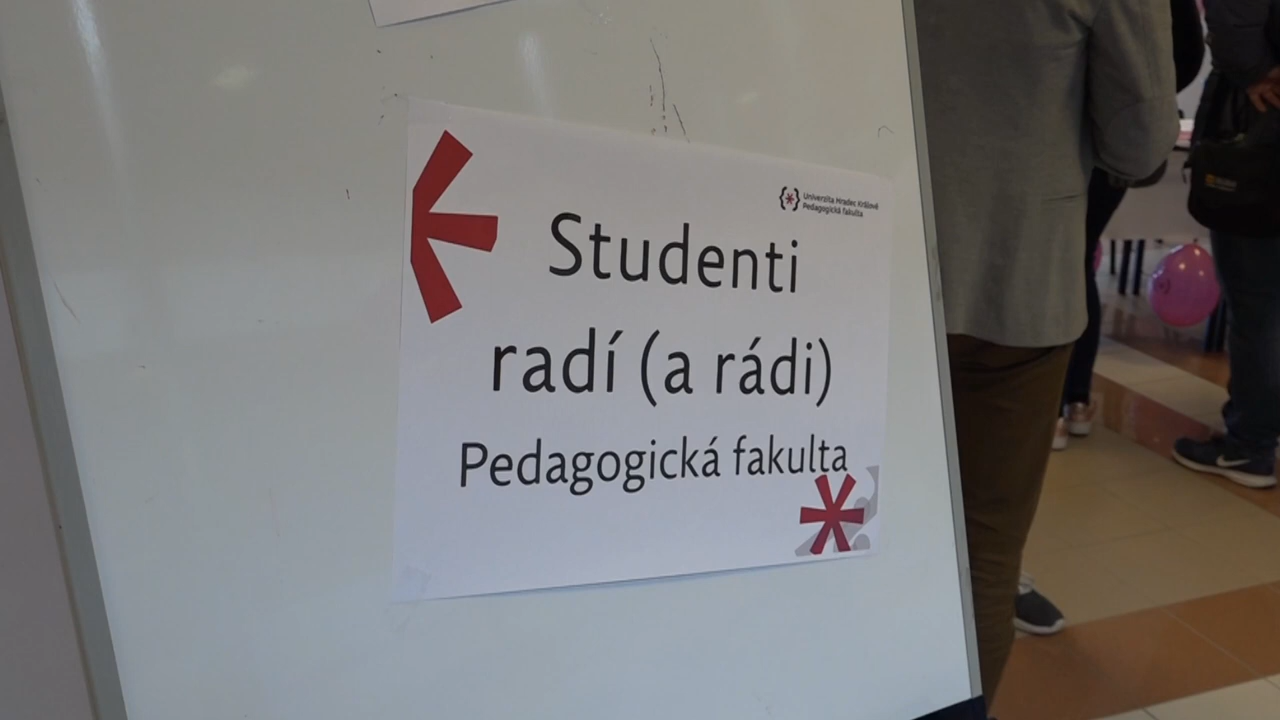 Univerzita Hradec Králové
Pedagogická fakulta
Studenti
radí (a rádi)
Pedagogická fakulta